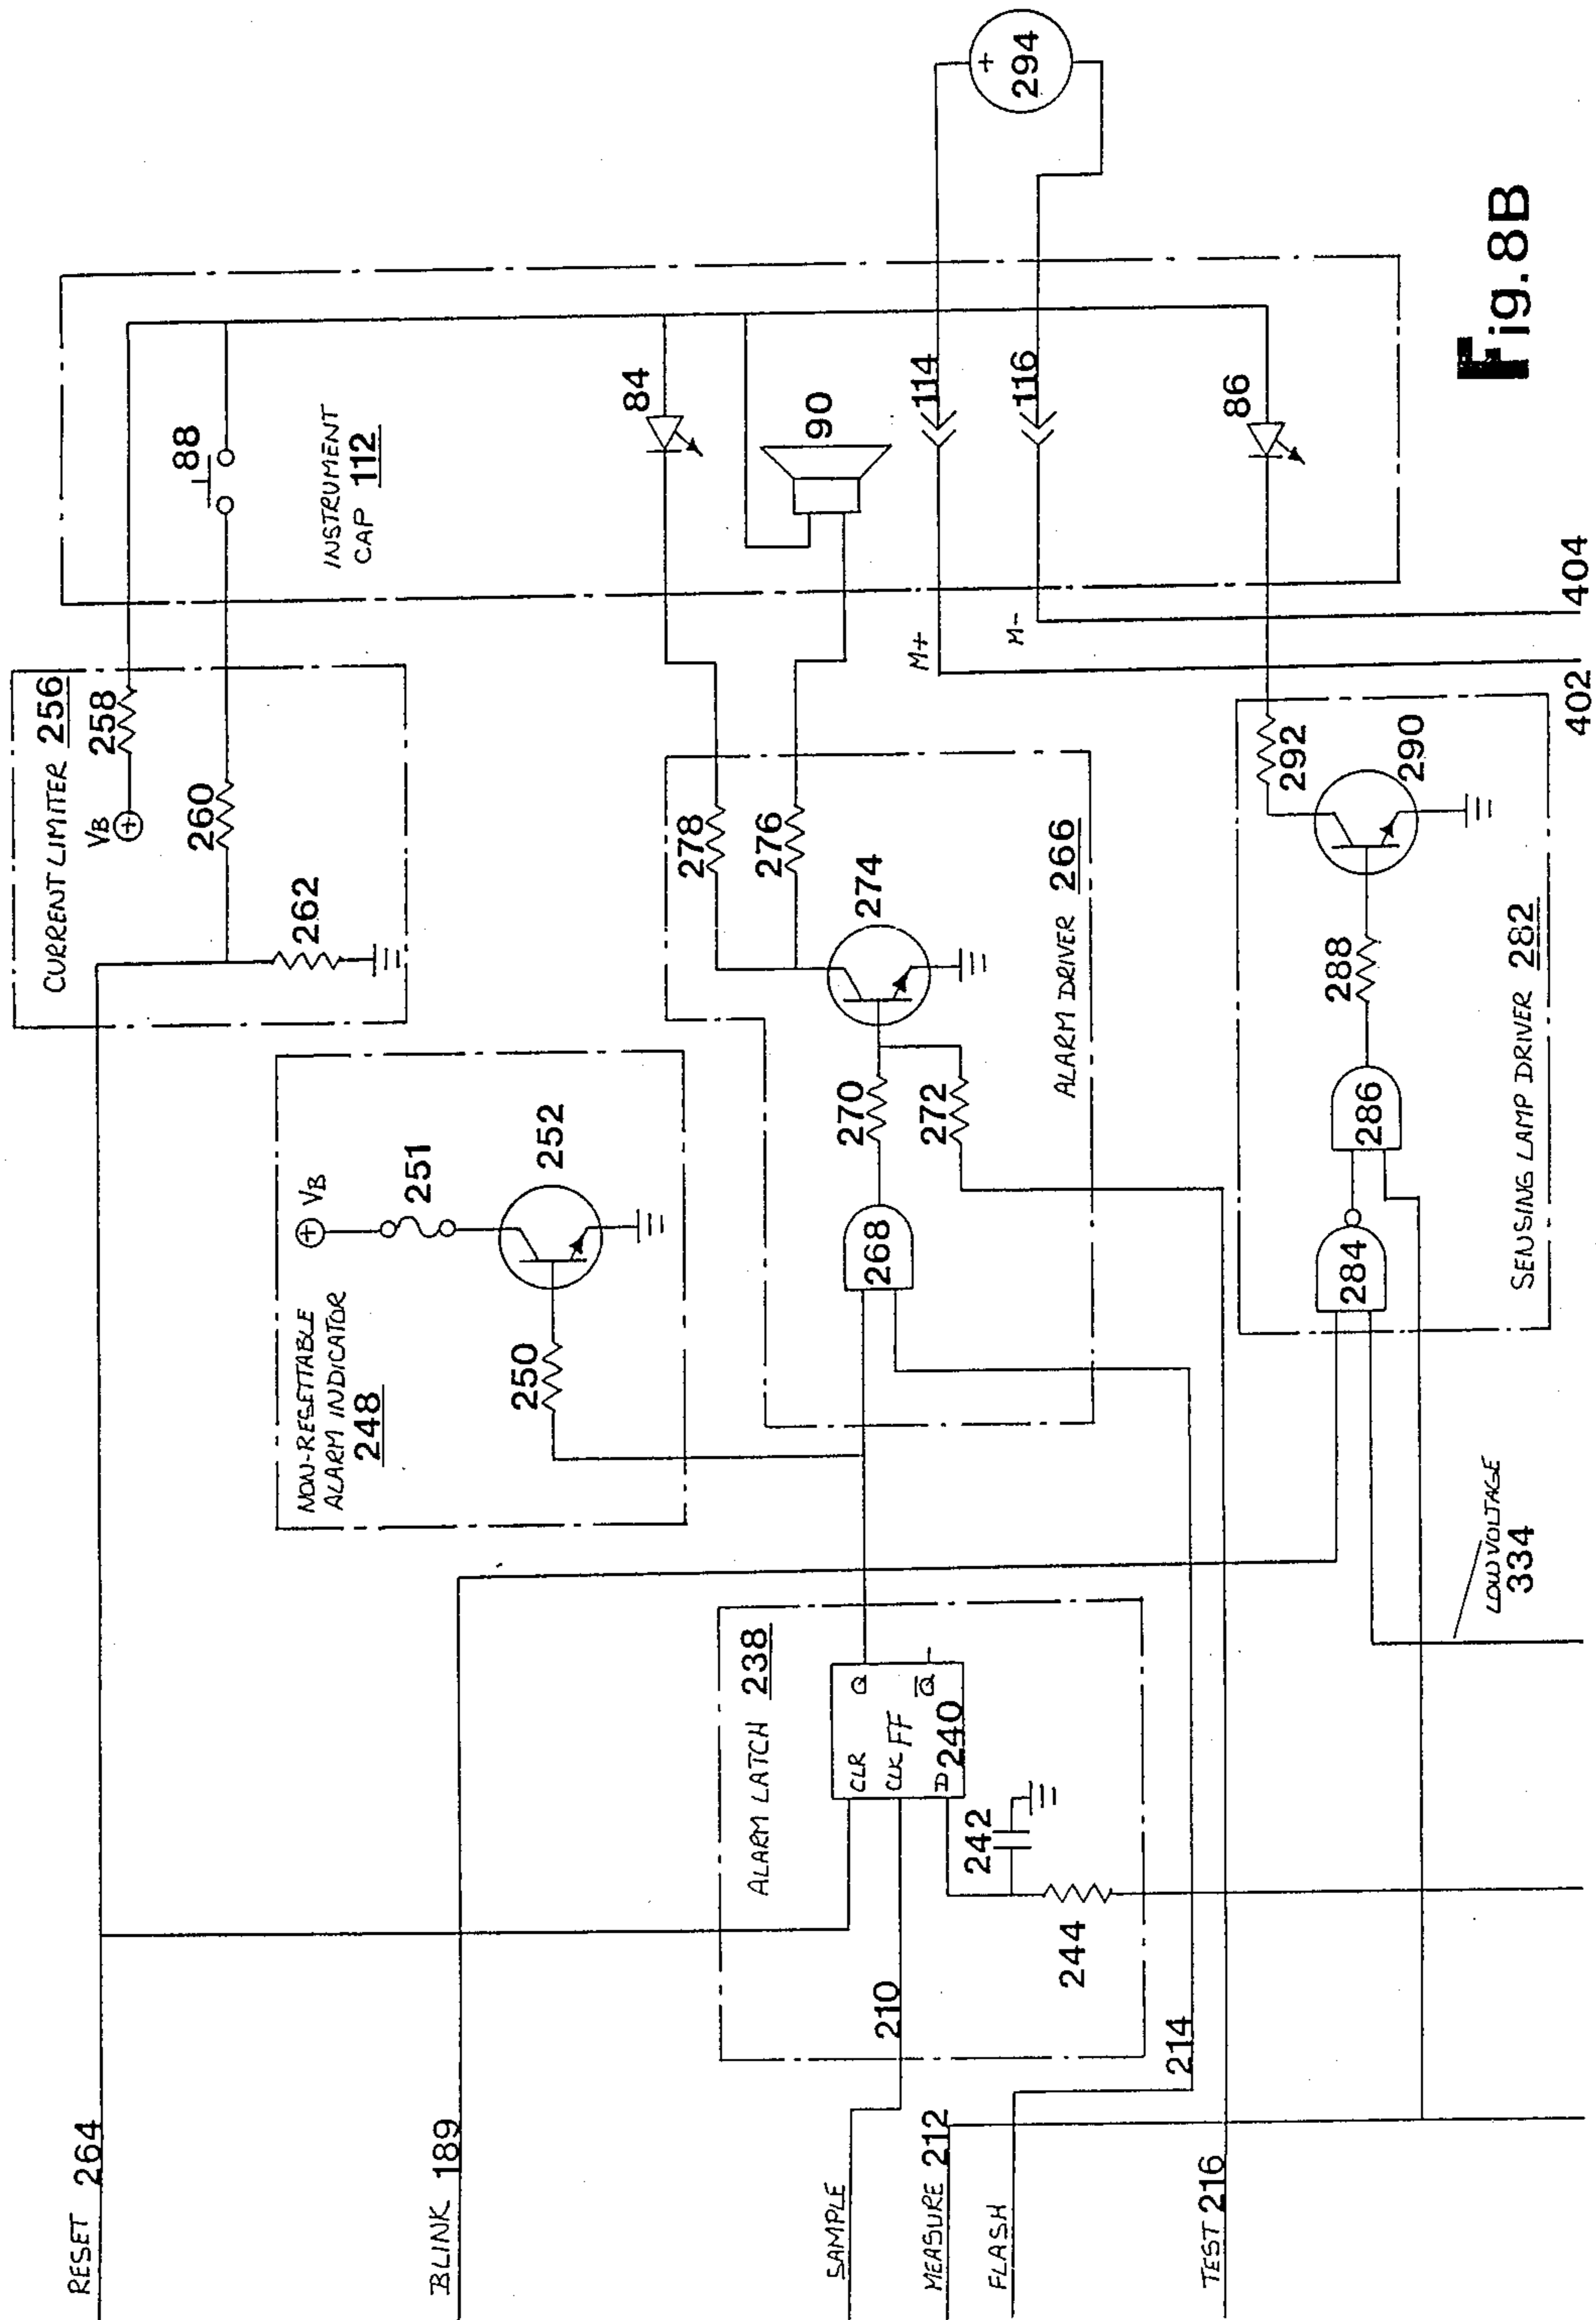 RESET 264
BLINK 189
SAMPLE
MEASURE 212
FLASH
TEST 216
210
214
CURRENT LIMITER 256
VB
+
258
260
262
INSTRUMENT
CAP 112
88
84
90
114
116
86
+
294
M+
M-
NON-RESETTABLE
ALARM INDICATOR
248
+ VB
251
252
250
ALARM DRIVER 266
278
276
274
270
272
268
ALARM LATCH 238
CLR
CLK
D
FF
Q
Q̅
240
242
244
SENSING LAMP DRIVER 282
284
286
288
290
292
LOW VOLTAGE
334
402
404
Fig.8B